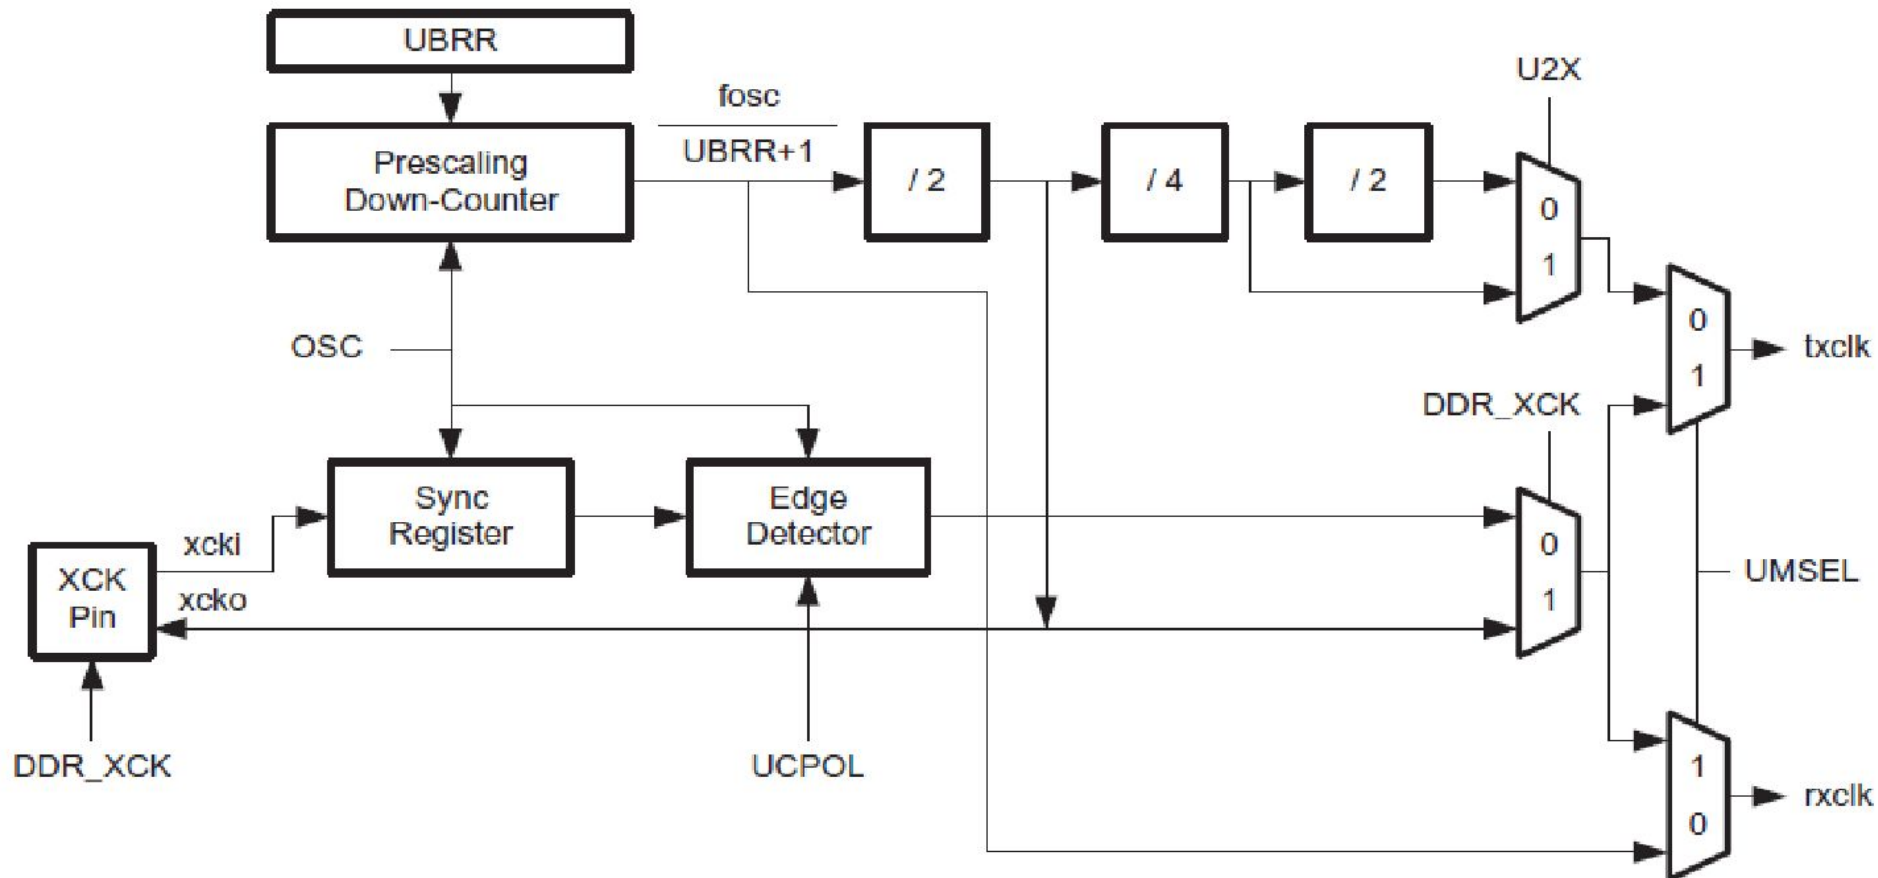 UBRR
U2X
fosc
UBRR+1
Prescaling
Down-Counter
/ 2
/ 4
/ 2
0
1
OSC
0
1
txclk
DDR_XCK
Sync
Register
Edge
Detector
0
1
xcki
XCK
Pin
xcko
UMSEL
DDR_XCK
UCPOL
1
0
rxclk